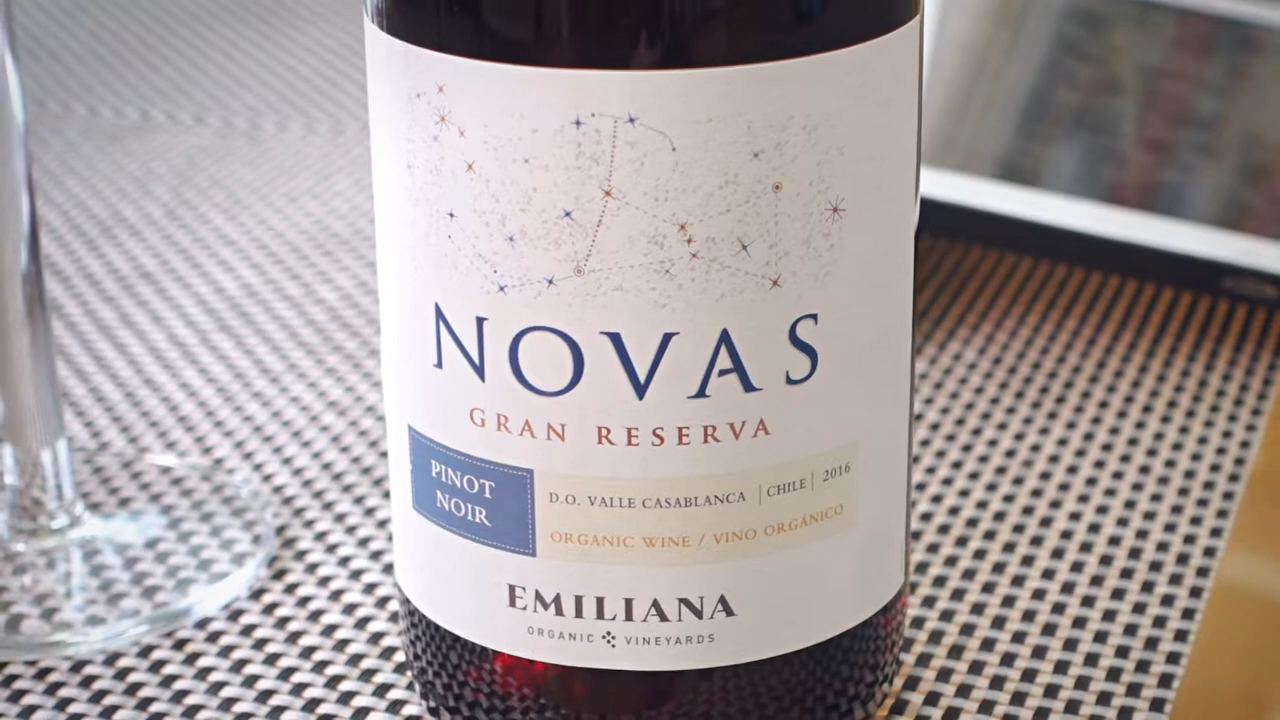 NOVAS
GRAN RESERVA
PINOT
NOIR
D.O. VALLE CASABLANCA | CHILE | 2016
ORGANIC WINE / VINO ORGÁNICO
EMILIANA
ORGANIC VINEYARDS